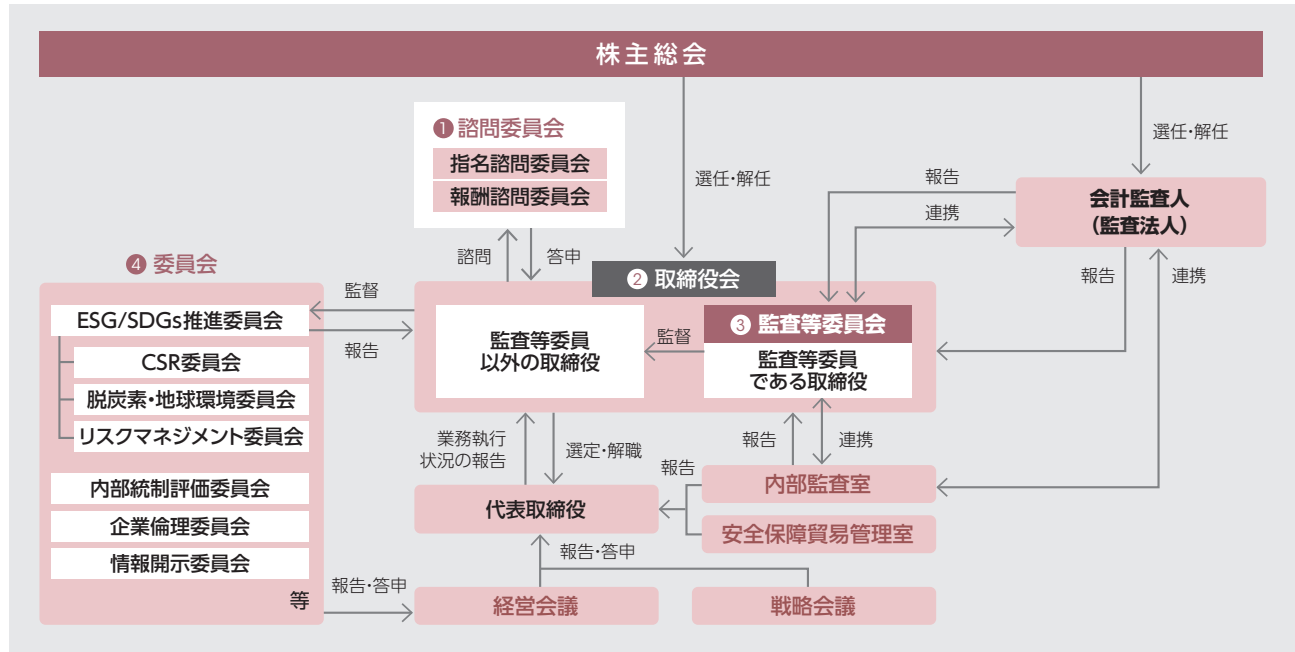 株主総会
❶ 諮問委員会
指名諮問委員会
報酬諮問委員会
選任・解任
選任・解任
報告
連携
会計監査人
(監査法人)
諮問
答申
報告
連携
❹ 委員会
監督
報告
ESG/SDGs推進委員会
CSR委員会
脱炭素・地球環境委員会
リスクマネジメント委員会
内部統制評価委員会
企業倫理委員会
情報開示委員会
等
❷ 取締役会
監査等委員
以外の取締役
監督
❸ 監査等委員会
監査等委員
である取締役
業務執行
状況の報告
選定・解職
報告
連携
報告
代表取締役
内部監査室
安全保障貿易管理室
報告・答申
報告・答申
経営会議
戦略会議